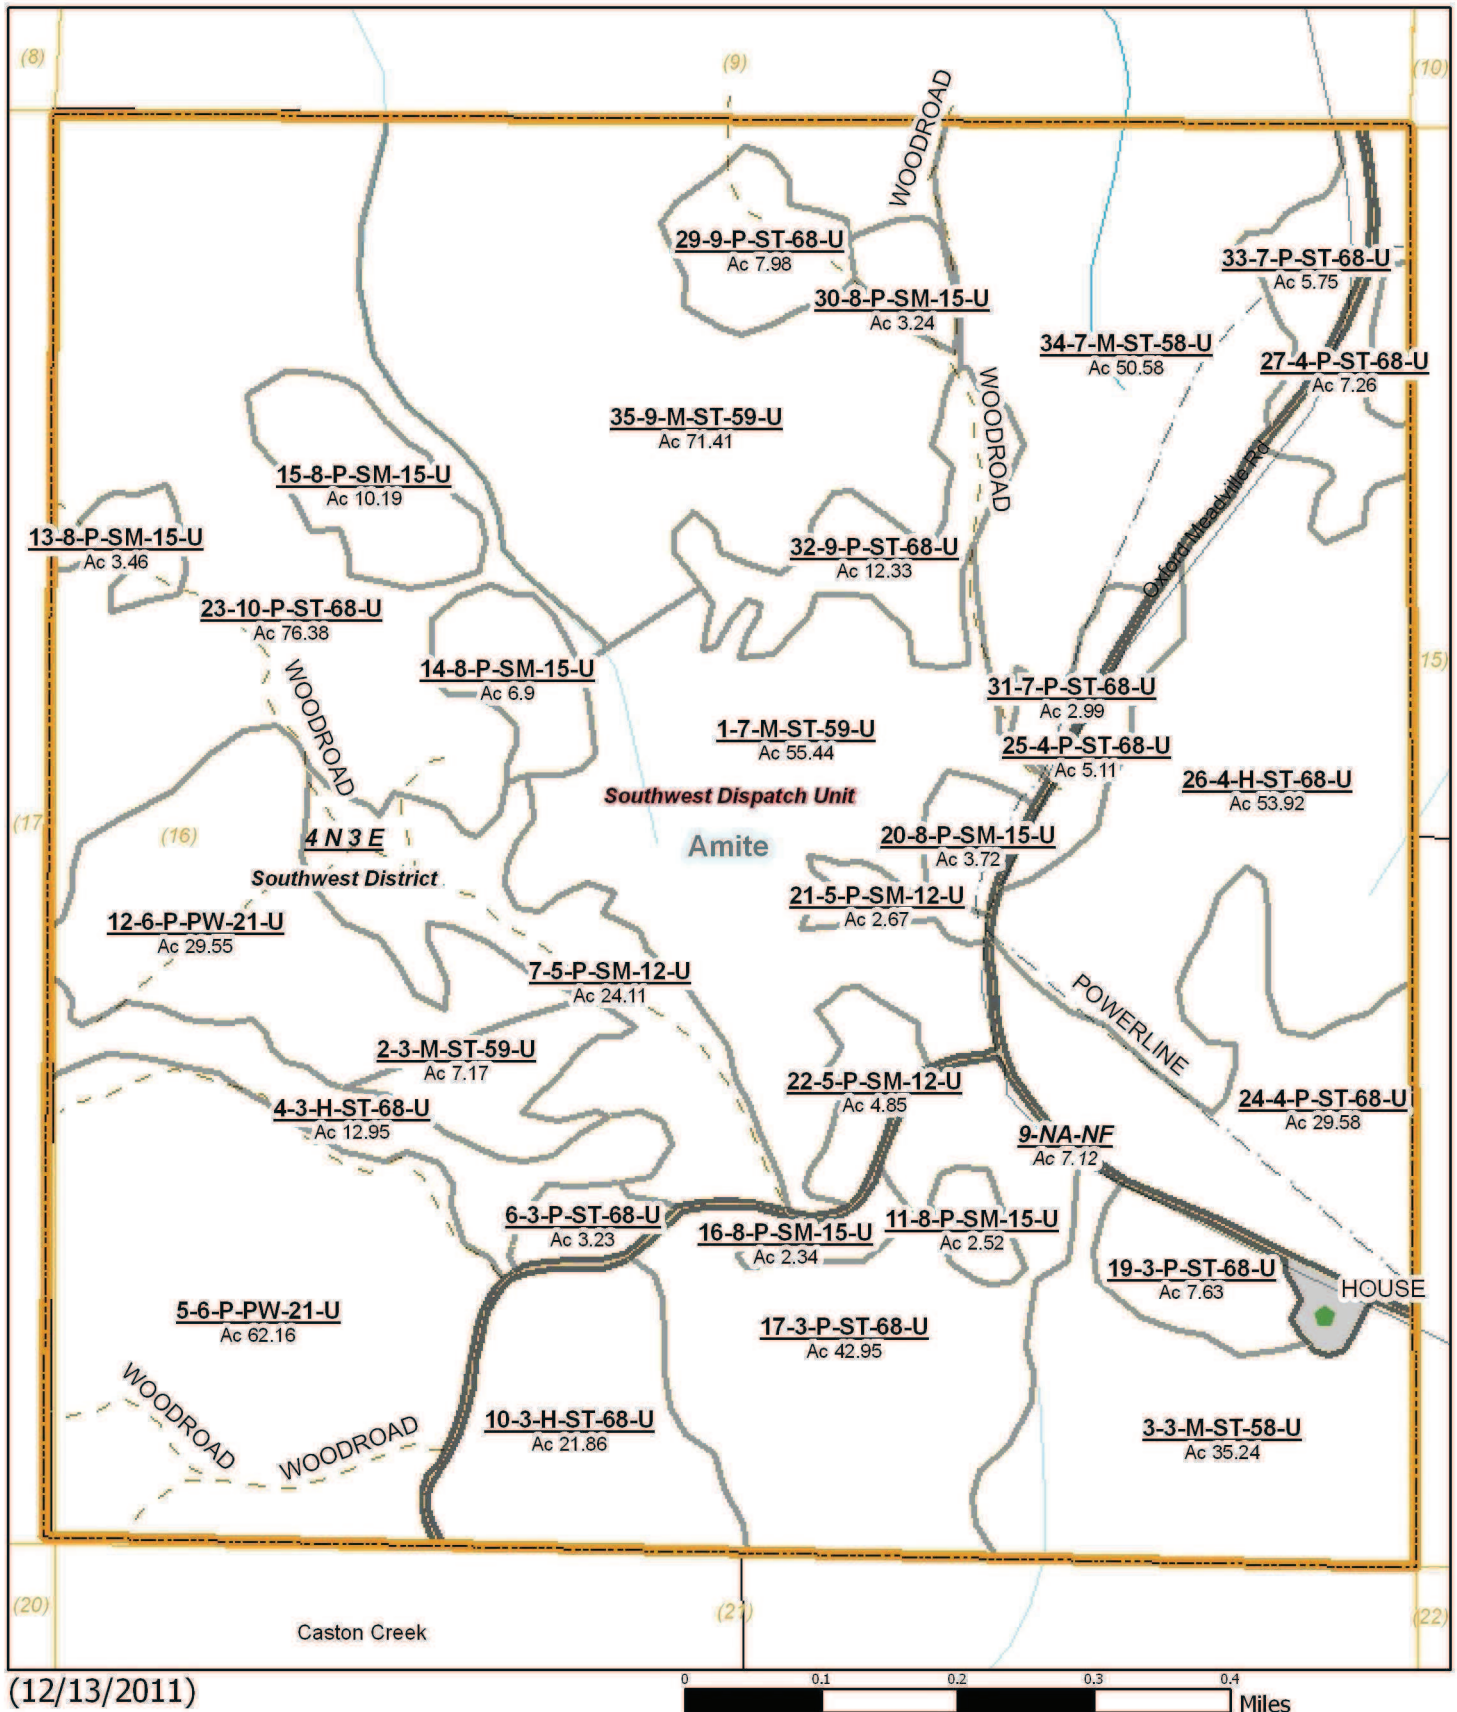 (8)
(9)
(10)
WOODROAD
29-9-P-ST-68-U
Ac 7.98
33-7-P-ST-68-U
Ac 5.75
30-8-P-SM-15-U
Ac 3.24
34-7-M-ST-58-U
Ac 50.58
27-4-P-ST-68-U
Ac 7.26
WOODROAD
35-9-M-ST-59-U
Ac 71.41
15-8-P-SM-15-U
Ac 10.19
Oxford Meadville Rd
13-8-P-SM-15-U
Ac 3.46
32-9-P-ST-68-U
Ac 12.33
23-10-P-ST-68-U
Ac 76.38
14-8-P-SM-15-U
Ac 6.9
15)
WOODROAD
31-7-P-ST-68-U
Ac 2.99
1-7-M-ST-59-U
Ac 55.44
25-4-P-ST-68-U
Ac 5.11
26-4-H-ST-68-U
Ac 53.92
Southwest Dispatch Unit
(17
(16)
4 N 3 E
Amite
20-8-P-SM-15-U
Ac 3.72
Southwest District
21-5-P-SM-12-U
Ac 2.67
12-6-P-PW-21-U
Ac 29.55
7-5-P-SM-12-U
Ac 24.11
POWERLINE
2-3-M-ST-59-U
Ac 7.17
22-5-P-SM-12-U
Ac 4.85
4-3-H-ST-68-U
Ac 12.95
24-4-P-ST-68-U
Ac 29.58
9-NA-NF
Ac 7.12
6-3-P-ST-68-U
Ac 3.23
16-8-P-SM-15-U
Ac 2.34
11-8-P-SM-15-U
Ac 2.52
19-3-P-ST-68-U
Ac 7.63
HOUSE
5-6-P-PW-21-U
Ac 62.16
17-3-P-ST-68-U
Ac 42.95
WOODROAD
WOODROAD
10-3-H-ST-68-U
Ac 21.86
3-3-M-ST-58-U
Ac 35.24
(20)
(21)
(22)
Caston Creek
(12/13/2011)
0 0.1 0.2 0.3 0.4
Miles